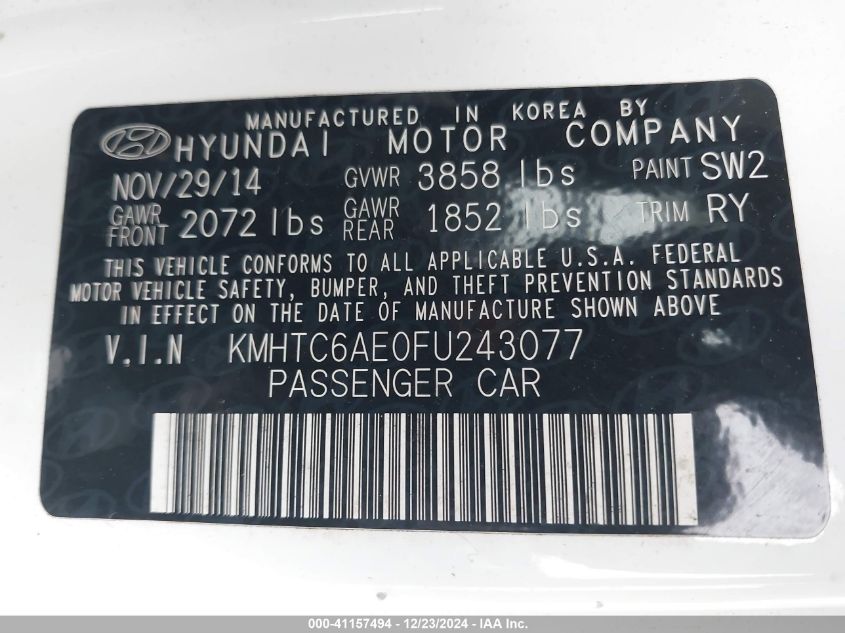 MANUFACTURED IN KOREA BY
HYUNDAI MOTOR COMPANY
NOV/29/14 GVWR 3858 lbs PAINT SW2
GAWR FRONT 2072 lbs GAWR REAR 1852 lbs TRIM RY
THIS VEHICLE CONFORMS TO ALL APPLICABLE U.S.A. FEDERAL
MOTOR VEHICLE SAFETY, BUMPER, AND THEFT PREVENTION STANDARDS
IN EFFECT ON THE DATE OF MANUFACTURE SHOWN ABOVE
V.I.N KMHTC6AE0FU243077
PASSENGER CAR
000-41157494 - 12/23/2024 - IAA Inc.